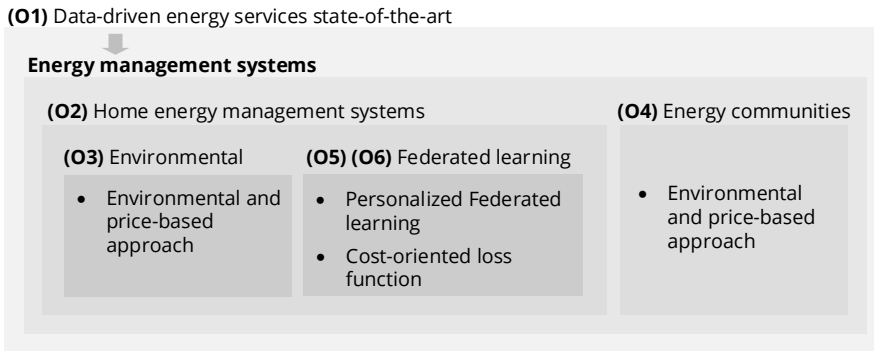 (O1) Data-driven energy services state-of-the-art
Energy management systems
(O2) Home energy management systems
(O3) Environmental
• Environmental and
price-based
approach
(O5) (O6) Federated learning
• Personalized Federated
learning
• Cost-oriented loss
function
(O4) Energy communities
• Environmental
and price-based
approach